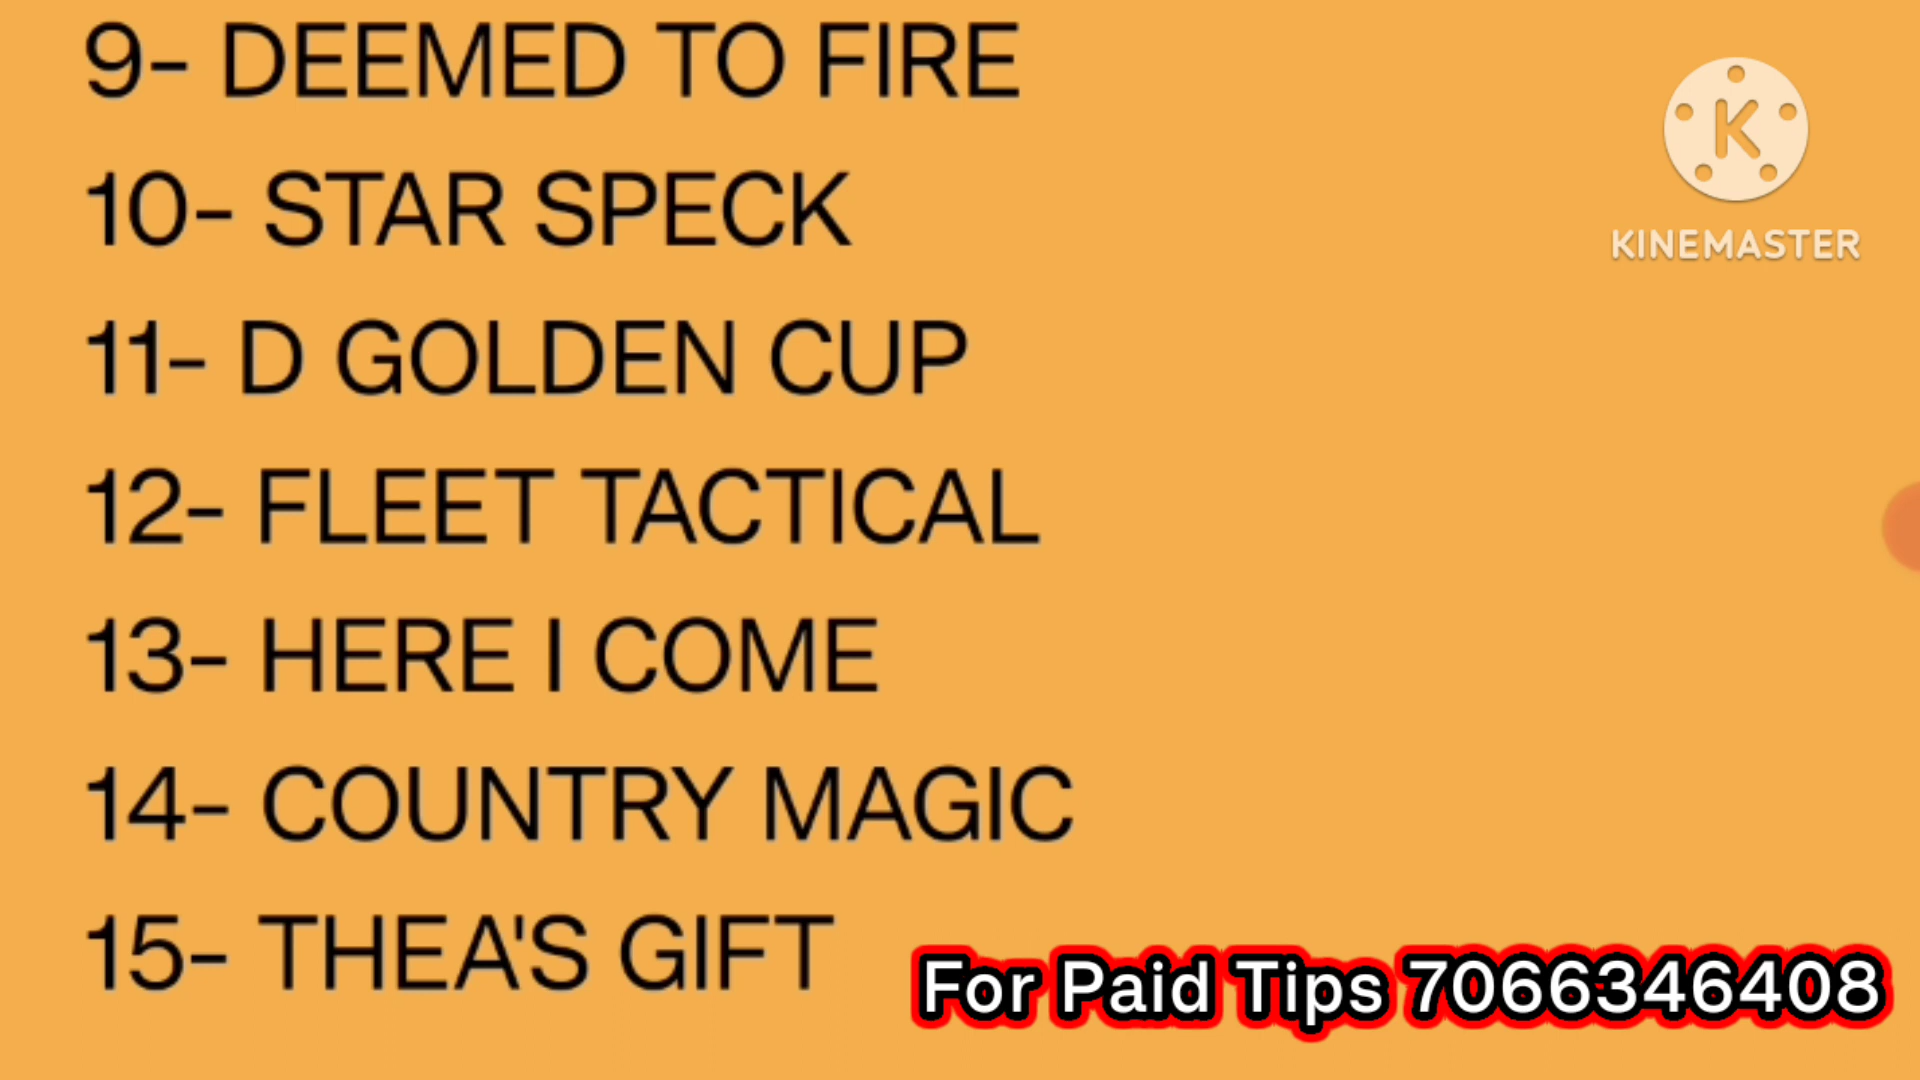 9- DEEMED TO FIRE
10- STAR SPECK
11- D GOLDEN CUP
12- FLEET TACTICAL
13- HERE I COME
14- COUNTRY MAGIC
15- THEA'S GIFT
K
KINEMASTER
For Paid Tips 7066346408